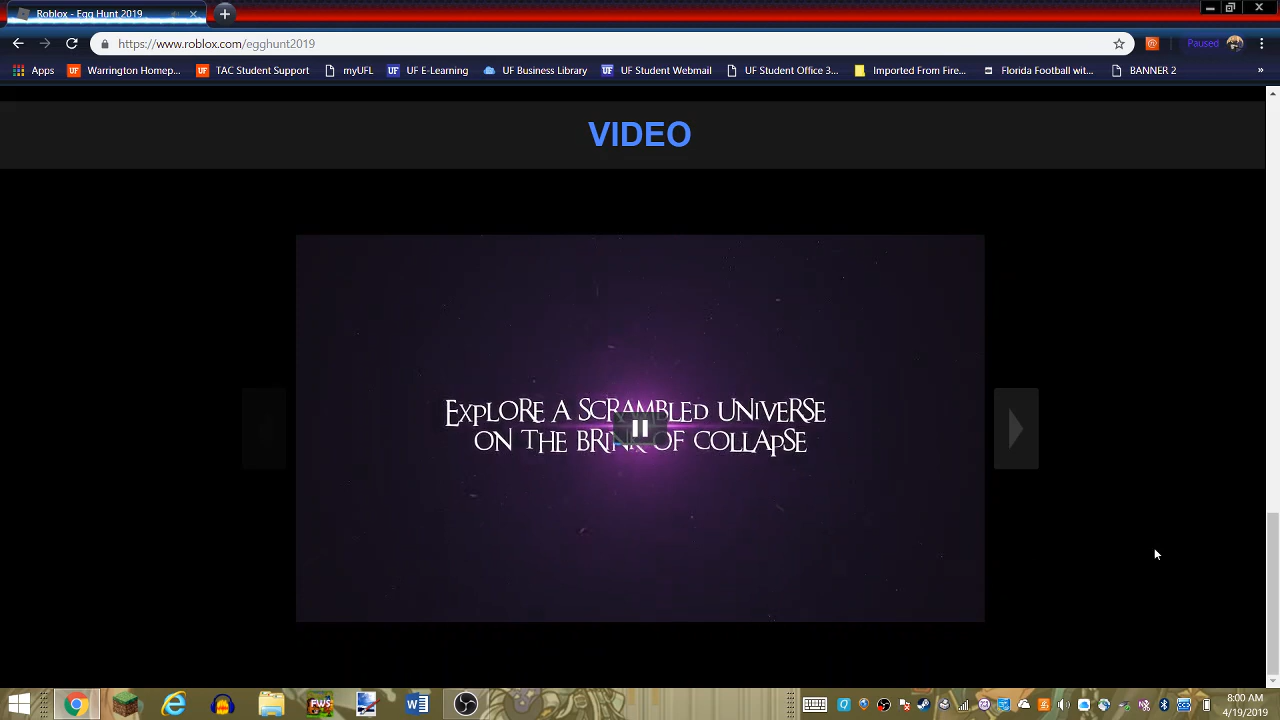 Roblox - Egg Hunt 2019
https://www.roblox.com/egghunt2019
Paused
Apps
Warrington Homep...
TAC Student Support
myUFL
UF E-Learning
UF Business Library
UF Student Webmail
UF Student Office 3...
Imported From Fire...
Florida Football wit...
BANNER 2
VIDEO
EXPLORE A SCRAMBLED UNIVERSE
ON THE BRINK OF COLLAPSE
8:00 AM
4/19/2019